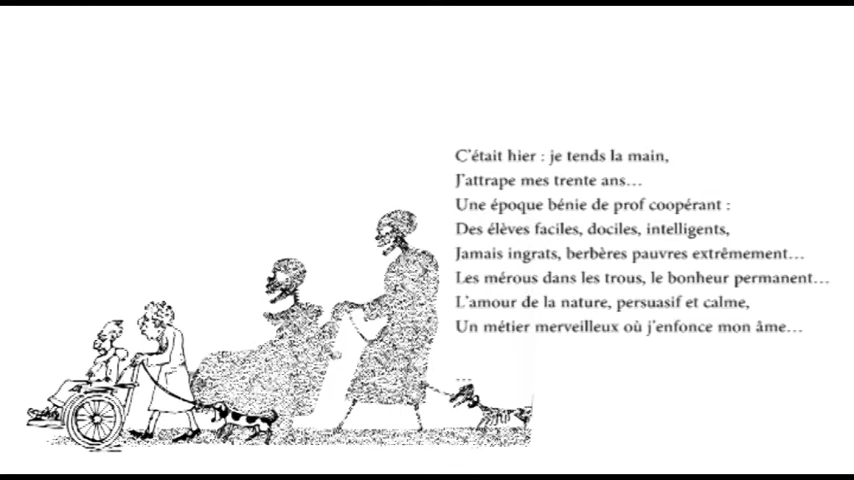 C'était hier : je tends la main,
J'attrape mes trente ans...
Une époque bénie de prof coopérant :
Des élèves faciles, dociles, intelligents,
Jamais ingrats, berbères pauvres extrêmement...
Les mérous dans les trous, le bonheur permanent...
L'amour de la nature, persuasif et calme,
Un métier merveilleux où j'enfonce mon âme...